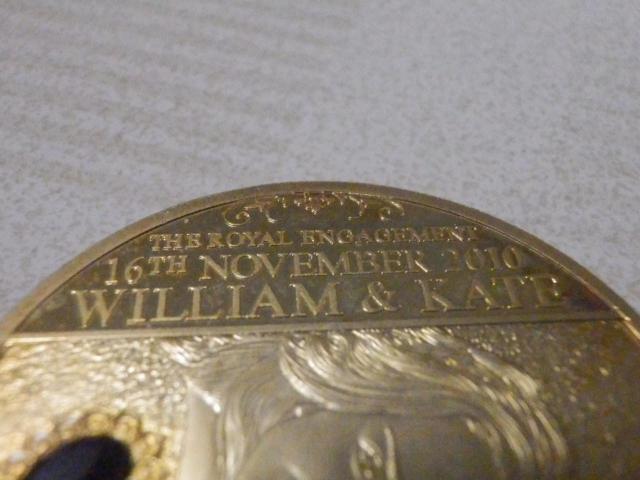 THE ROYAL ENGAGEMENT
16TH NOVEMBER 2010
WILLIAM & KATE